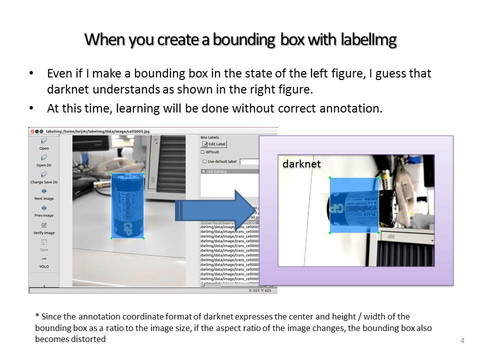 When you create a bounding box with labelImg
• Even if I make a bounding box in the state of the left figure, I guess that
darknet understands as shown in the right figure.
• At this time, learning will be done without correct annotation.
Open
Open Dir
Change Save Dir
Next Image
Prev Image
Verify Image
Save
YOLO
Box Labels
Edit Label
difficult
Use default label
darknet
GP
GP
* Since the annotation coordinate format of darknet expresses the center and height / width of the
bounding box as a ratio to the image size, if the aspect ratio of the image changes, the bounding box also
becomes distorted
4